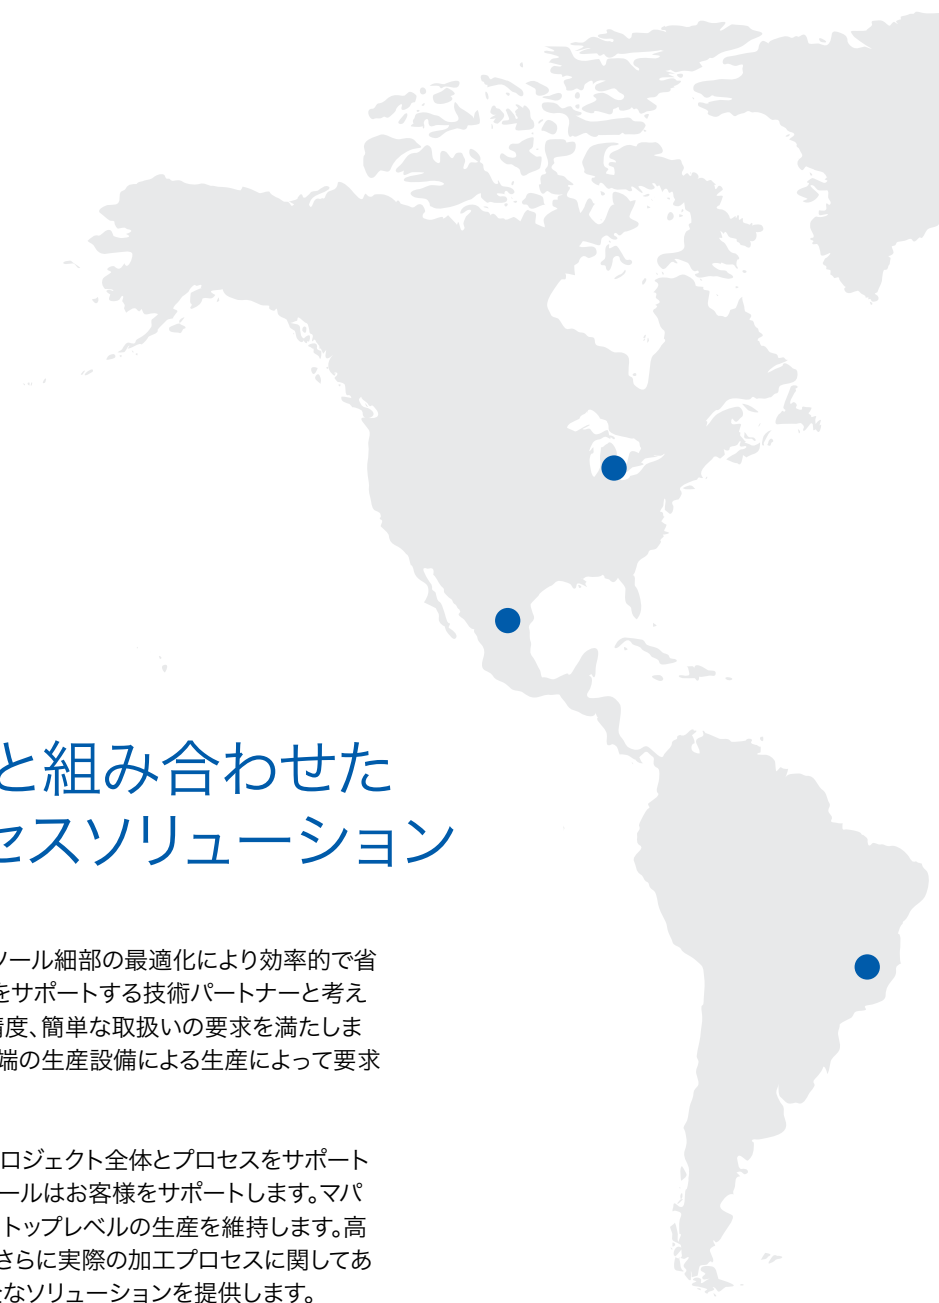 と組み合わせた
セスソリューション
ツール細部の最適化により効率的で省
をサポートする技術パートナーと考え
精度、簡単な取扱いの要求を満たしま
端の生産設備による生産によって要求
ロジェクト全体とプロセスをサポート
ールはお客様をサポートします。マパ
トップレベルの生産を維持します。高
さらに実際の加工プロセスに関してあ
なソリューションを提供します。